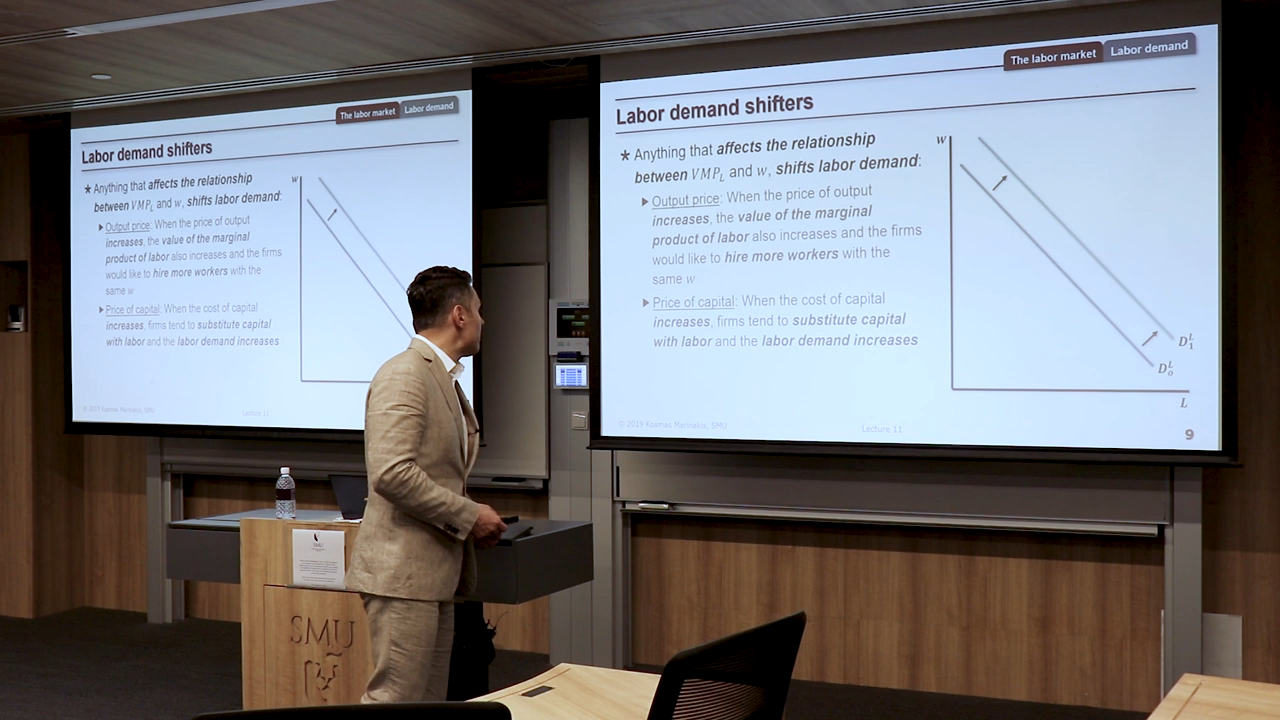 The labor market Labor demand
Labor demand shifters
★ Anything that affects the relationship
between VMP_L and w, shifts labor demand:
▶ Output price: When the price of output
increases, the value of the marginal
product of labor also increases and the firms
would like to hire more workers with the
same w
▶ Price of capital: When the cost of capital
increases, firms tend to substitute capital
with labor and the labor demand increases
w
© 2019 Kosmas Marinakis, SMU
Lecture 11
The labor market Labor demand
Labor demand shifters
★ Anything that affects the relationship
between VMP_L and w, shifts labor demand:
▶ Output price: When the price of output
increases, the value of the marginal
product of labor also increases and the firms
would like to hire more workers with the
same w
▶ Price of capital: When the cost of capital
increases, firms tend to substitute capital
with labor and the labor demand increases
w
D₁ᴸ
D₀ᴸ
L
© 2019 Kosmas Marinakis, SMU
Lecture 11
9
SMU
SMU